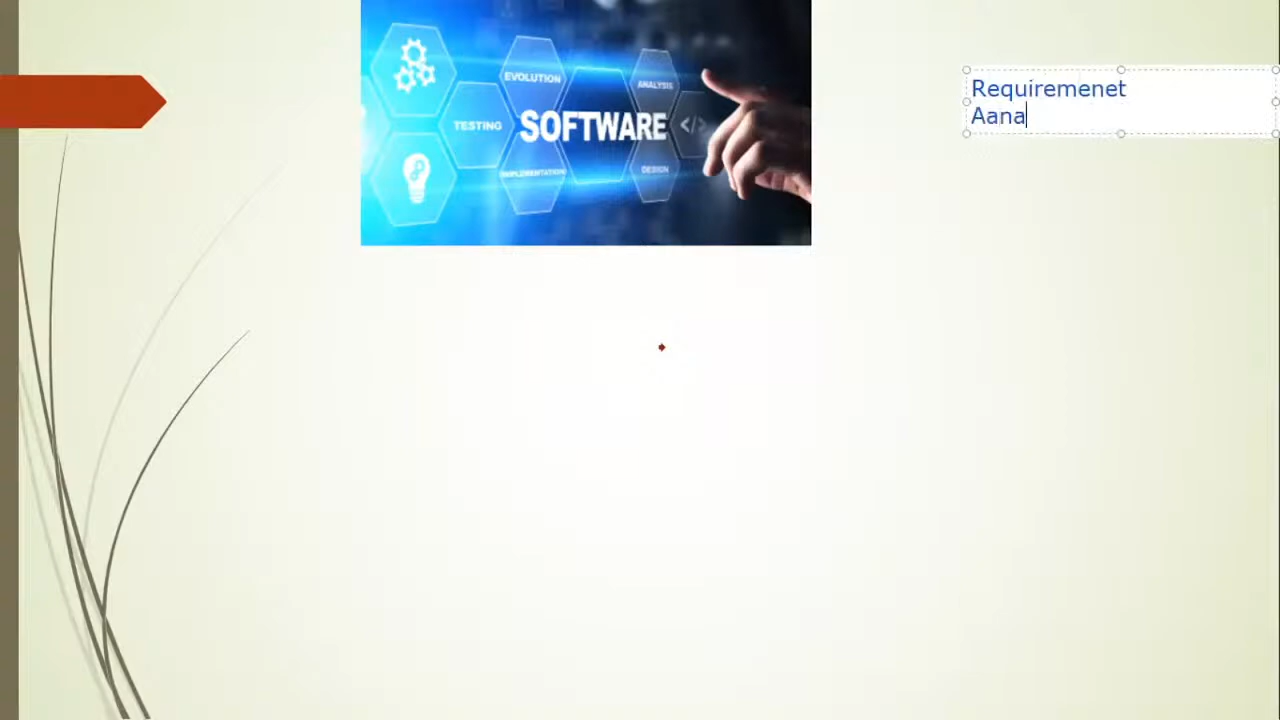 EVOLUTION
ANALYSIS
TESTING
SOFTWARE
</>
IMPLEMENTATION
DESIGN
Requiremenet
Aana